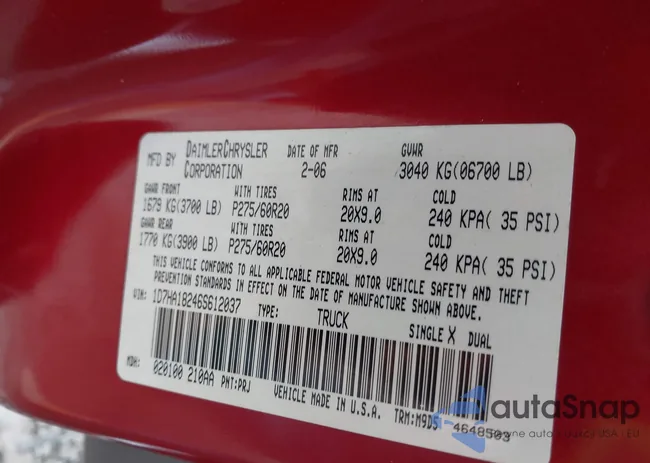 MFD BY DAIMLERCHRYSLER CORPORATION DATE OF MFR 2-06 GVWR 3040 KG(06700 LB)
GAWR FRONT WITH TIRES RIMS AT COLD
1679 KG(3700 LB) P275/60R20 20X9.0 240 KPA( 35 PSI)
GAWR REAR WITH TIRES RIMS AT COLD
1770 KG(3900 LB) P275/60R20 20X9.0 240 KPA( 35 PSI)
THIS VEHICLE CONFORMS TO ALL APPLICABLE FEDERAL MOTOR VEHICLE SAFETY AND THEFT
PREVENTION STANDARDS IN EFFECT ON THE DATE OF MANUFACTURE SHOWN ABOVE.
VIN: 1D7HA18246S612037 TYPE: TRUCK SINGLE X DUAL
MDH: 020100 210AA PNT:PRJ VEHICLE MADE IN U.S.A. TRM:M9D5 4648503
autaSnap